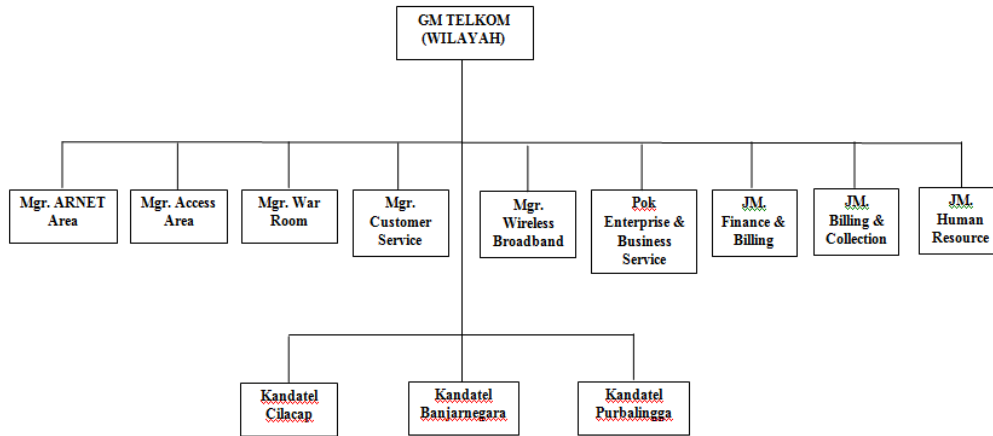 GM TELKOM
(WILAYAH)
Mgr. ARNET
Area
Mgr. Access
Area
Mgr. War
Room
Mgr.
Customer
Service
Mgr.
Wireless
Broadband
Pok
Enterprise &
Business
Service
JM.
Finance &
Billing
JM.
Billing &
Collection
JM.
Human
Resource
Kandatel
Cilacap
Kandatel
Banjarnegara
Kandatel
Purbalingga